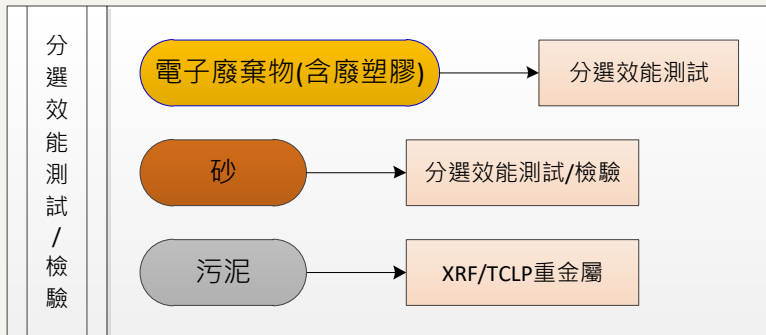 分選效能測試/檢驗
電子廢棄物(含廢塑膠)
分選效能測試
砂
分選效能測試/檢驗
污泥
XRF/TCLP重金屬